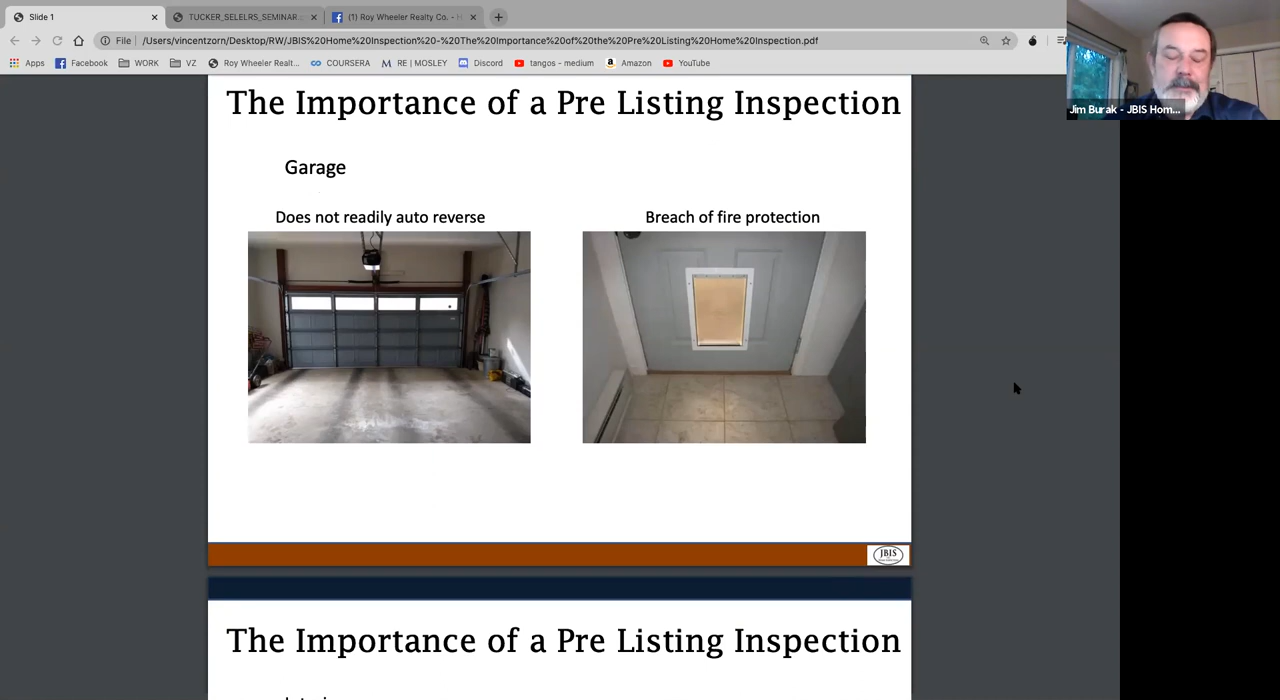 Slide 1
TUCKER_SELELRS_SEMINAR.
(1) Roy Wheeler Realty Co. - H
File
/Users/vincentzorn/Desktop/RW/JBIS%20Home%20Inspection%20-%20The%20Importance%20of%20the%20Pre%20Listing%20Home%20Inspection.pdf
Apps
Facebook
WORK
VZ
Roy Wheeler Realt...
COURSERA
RE | MOSLEY
Discord
tangos - medium
Amazon
YouTube
Jim Burak - JBIS Hom...
The Importance of a Pre Listing Inspection
Garage
Does not readily auto reverse
Breach of fire protection
JBIS
The Importance of a Pre Listing Inspection